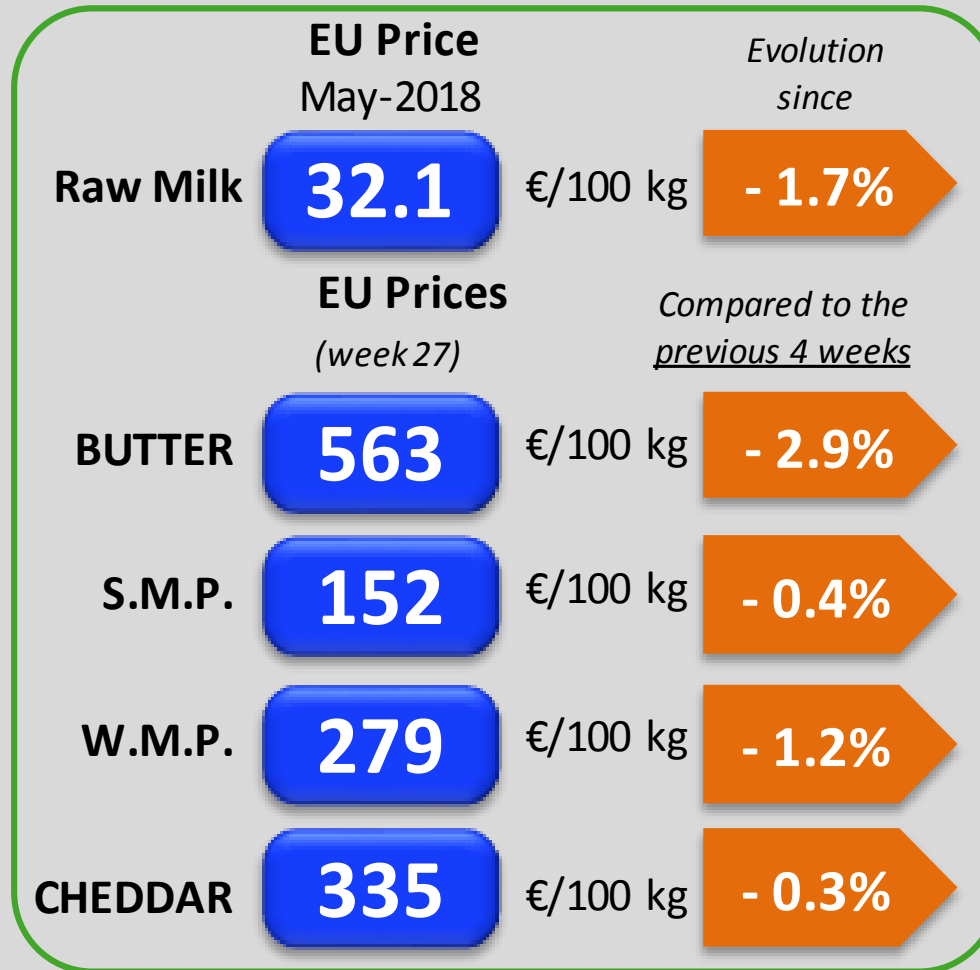 EU Price
May-2018
Evolution
since
Raw Milk 32.1 €/100 kg - 1.7%
EU Prices
(week 27)
Compared to the
previous 4 weeks
BUTTER 563 €/100 kg - 2.9%
S.M.P. 152 €/100 kg - 0.4%
W.M.P. 279 €/100 kg - 1.2%
CHEDDAR 335 €/100 kg - 0.3%